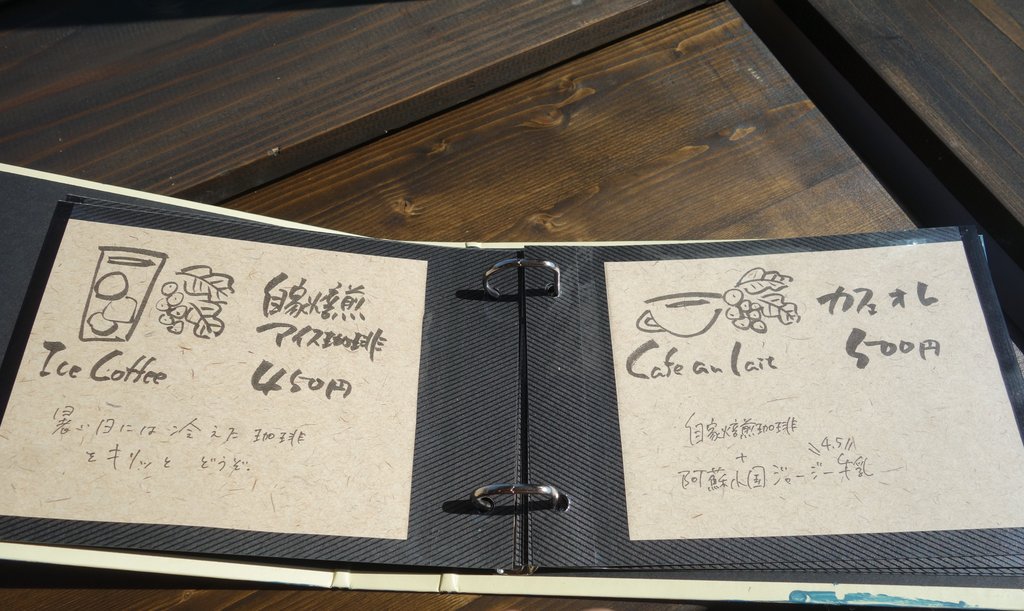 自家焙煎
アイス珈琲
Ice Coffee
450円
暑い日には冷えた珈琲
をキリッとどうぞ。
カフェオレ
Cafe au lait
500円
自家焙煎珈琲
+
4.5%
阿蘇小国ジャージー牛乳